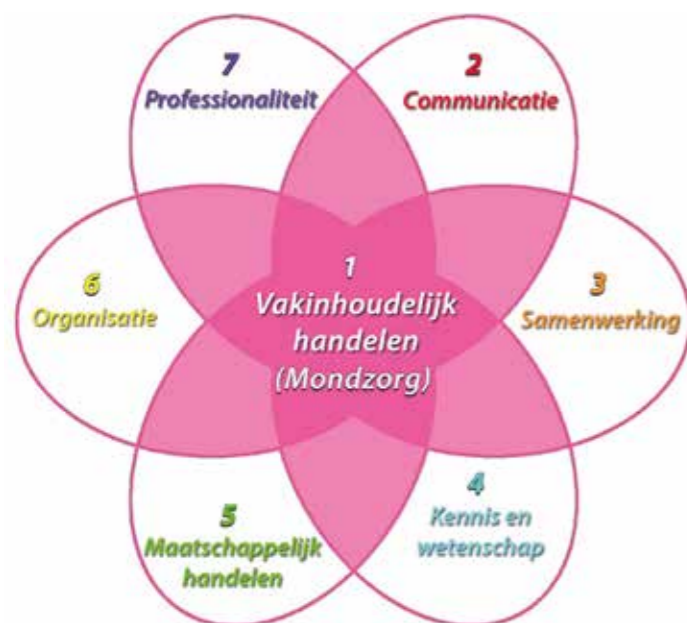 7
Professionaliteit
2
Communicatie
1
Vakinhoudelijk
handelen
(Mondzorg)
6
Organisatie
3
Samenwerking
5
Maatschappelijk
handelen
4
Kennis en
wetenschap